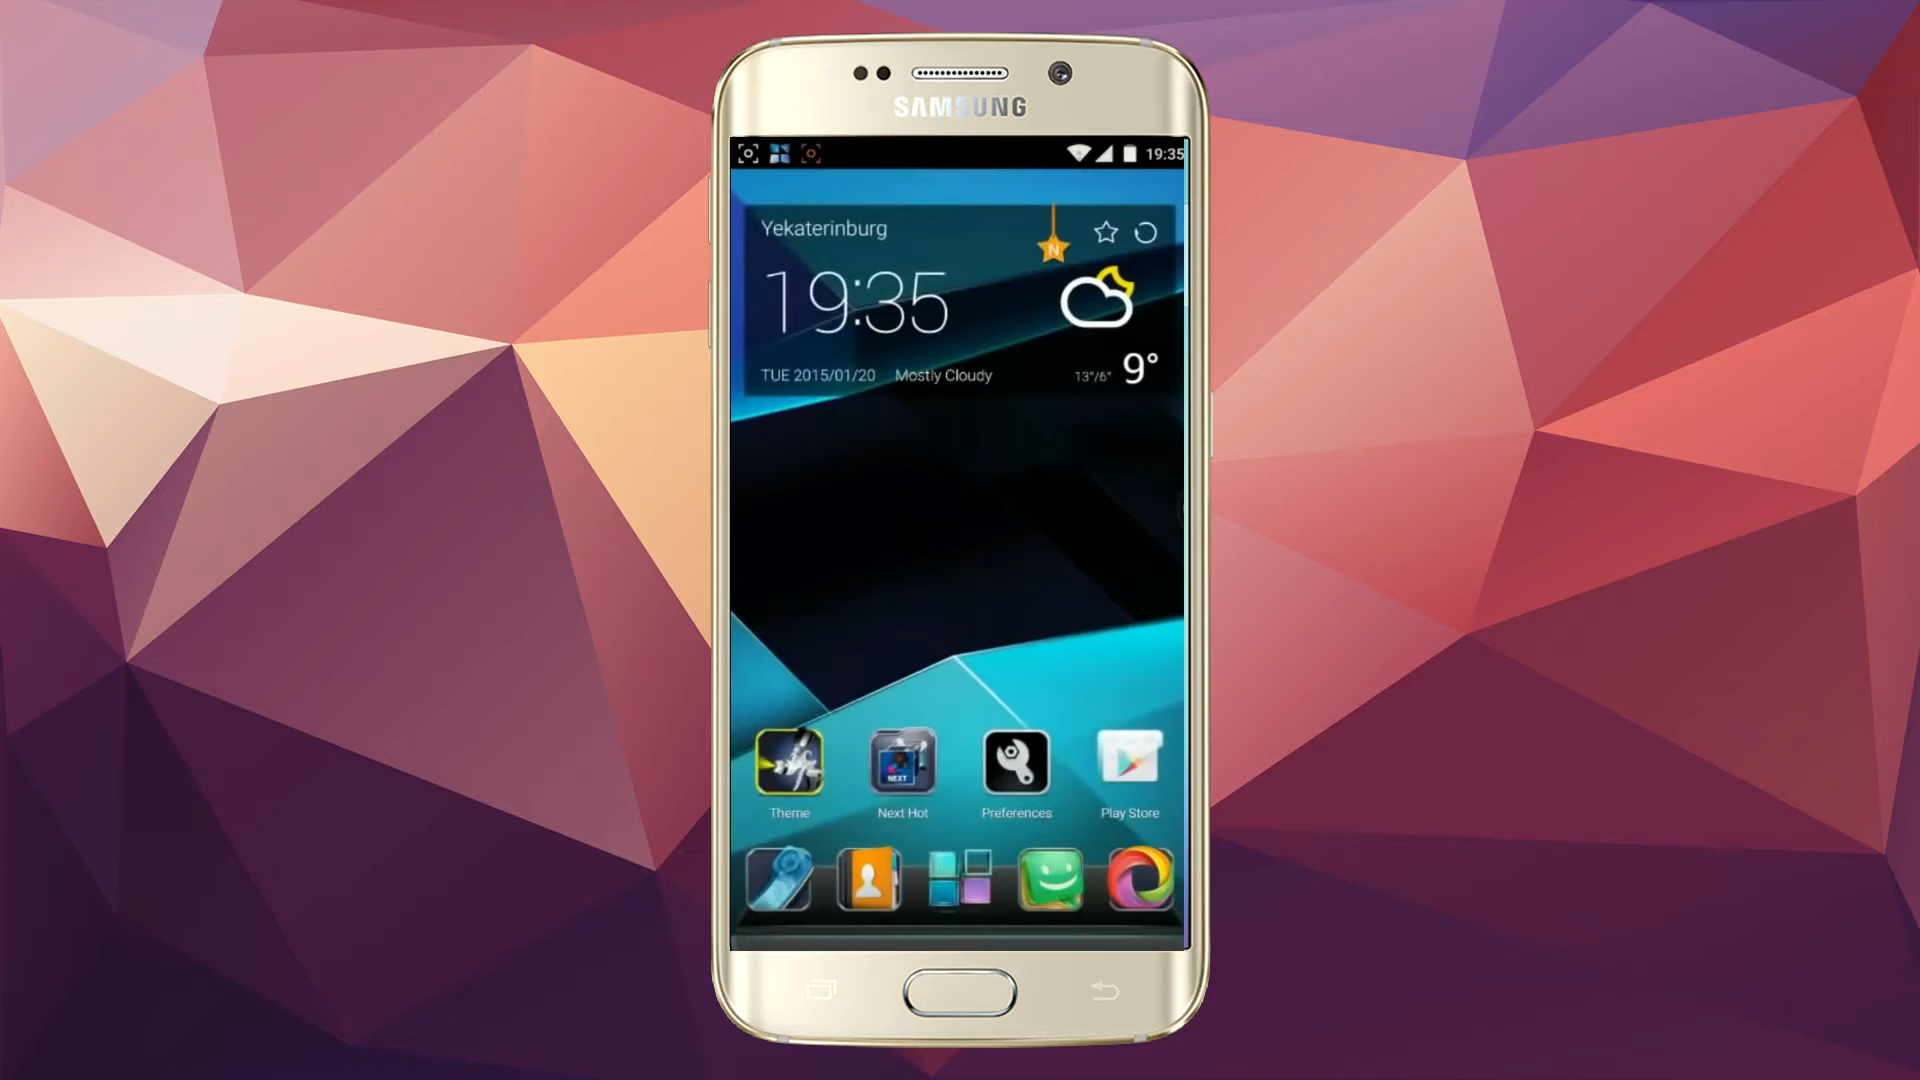 SAMSUNG
19:35
Yekaterinburg
N
19:35
TUE 2015/01/20 Mostly Cloudy 13°/6° 9°
NEXT
Theme Next Hot Preferences Play Store